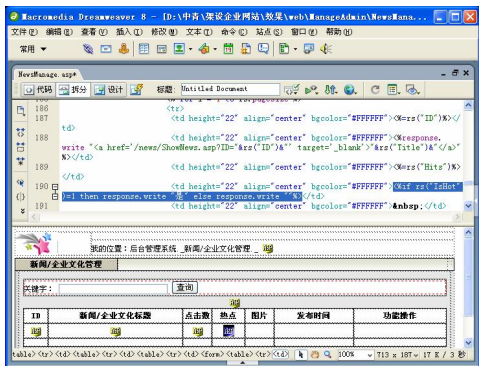 Macromedia Dreamweaver 8 - [D:\中青\架设企业网站\效果\web\ManageAdmin\NewsMana...
文件(F) 编辑(E) 查看(V) 插入(I) 修改(M) 文本(T) 命令(C) 站点(S) 窗口(W) 帮助(H)
常用
NewsManage.asp*
代码 拆分 设计 标题: Untitled Document
186 <tr>
187 <td height="22" align="center" bgcolor="#FFFFFF"><%=rs("ID")%></
td>
188 <td height="22" align="center" bgcolor="#FFFFFF"><%response.
write "<a href='/news/ShowNews.asp?ID="&rs("ID")&"' target='_blank'>"&rs("Title")&"</a>"
%></td>
189 <td height="22" align="center" bgcolor="#FFFFFF"><%=rs("Hits")%>
</td>
190 <td height="22" align="center" bgcolor="#FFFFFF"><%if rs("IsHot"
)=1 then response.write "是" else response.write ""%></td>
191 <td height="22" align="center" bgcolor="#FFFFFF">&nbsp;</td>
我的位置:后台管理系统._新闻/企业文化管理._
新闻/企业文化管理
关键字: 查询
ID 新闻/企业文化标题 点击数 热点 图片 发布时间 功能操作
table><tr><td><table><tr><td><table><tr><td><form><table><tr><td> 100% 713 x 187 17 K / 3 秒